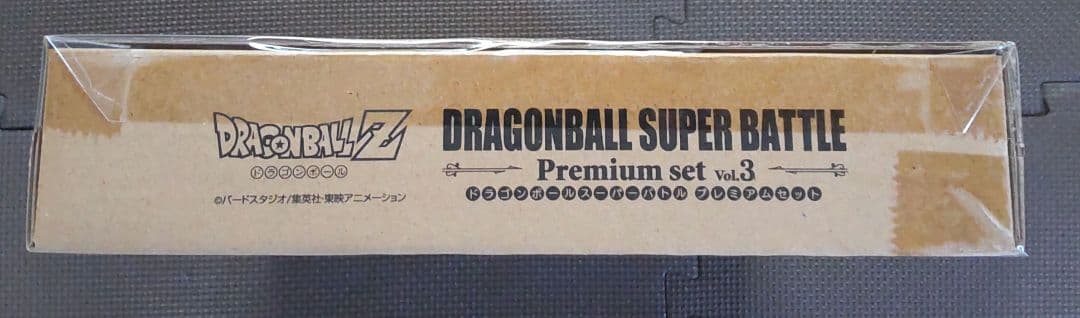 DRAGONBALL Z
ドラゴンボール
©バードスタジオ/集英社・東映アニメーション
DRAGONBALL SUPER BATTLE
Premium set Vol.3
ドラゴンボールスーパーバトル プレミアムセット